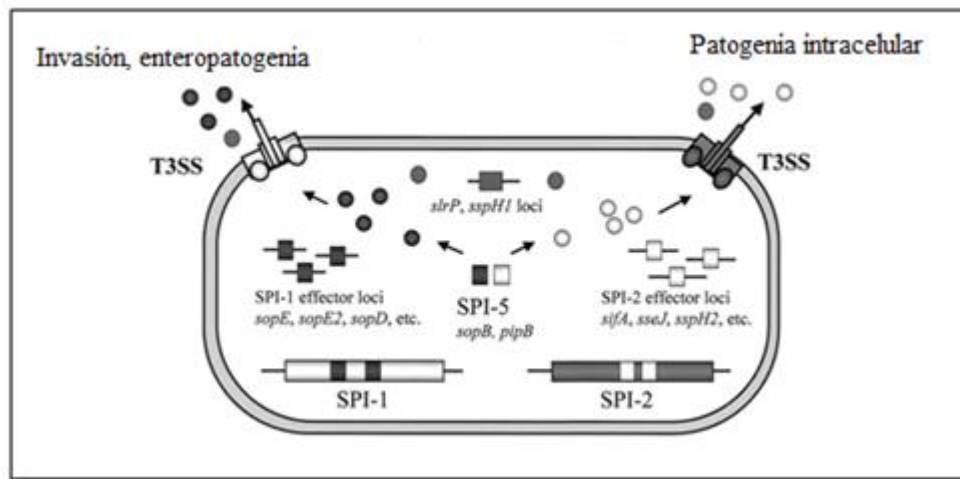 Invasión, enteropatogenia
Patogenia intracelular
T3SS
T3SS
slrP, sspH1 loci
SPI-1 effector loci
sopE, sopE2, sopD, etc.
SPI-5
sopB, pipB
SPI-2 effector loci
sifA, sseJ, sspH2, etc.
SPI-1
SPI-2